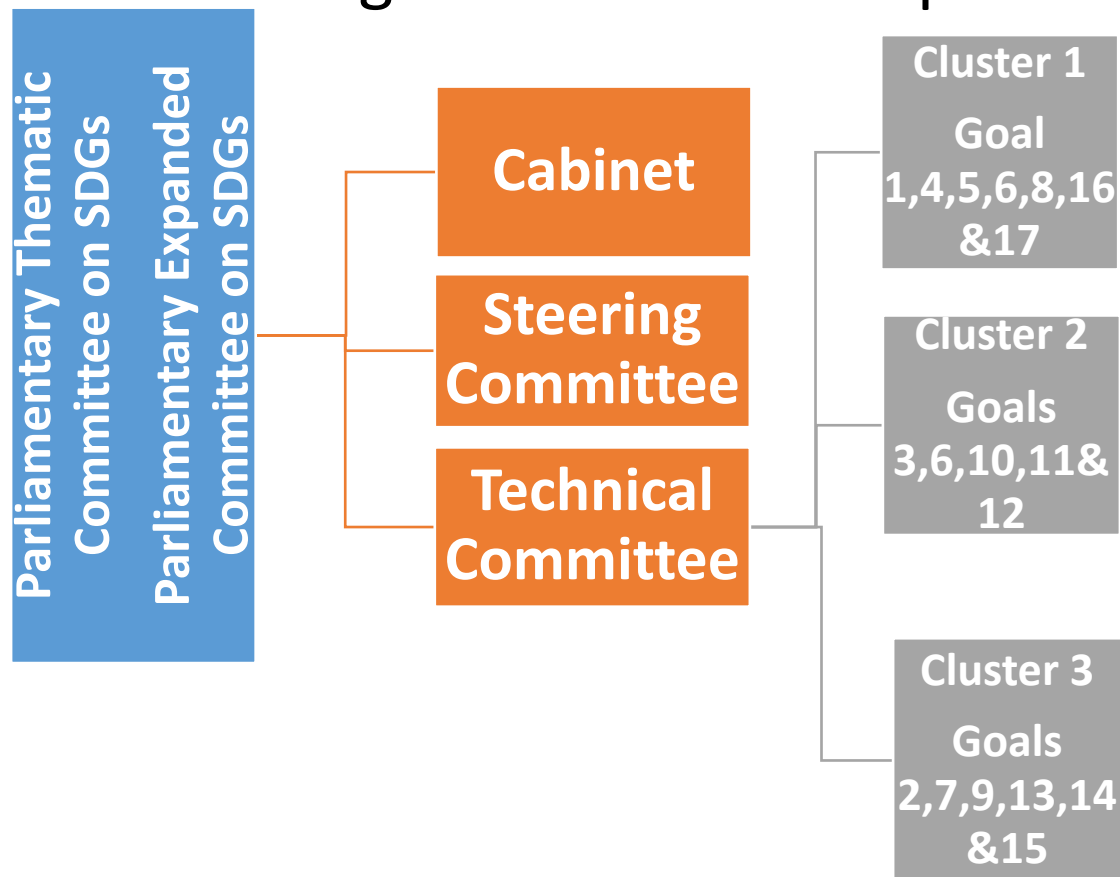 Parliamentary Thematic
Committee on SDGs
Parliamentary Expanded
Committee on SDGs
Cabinet
Steering
Committee
Technical
Committee
Cluster 1
Goal
1,4,5,6,8,16
&17
Cluster 2
Goals
3,6,10,11&
12
Cluster 3
Goals
2,7,9,13,14
&15